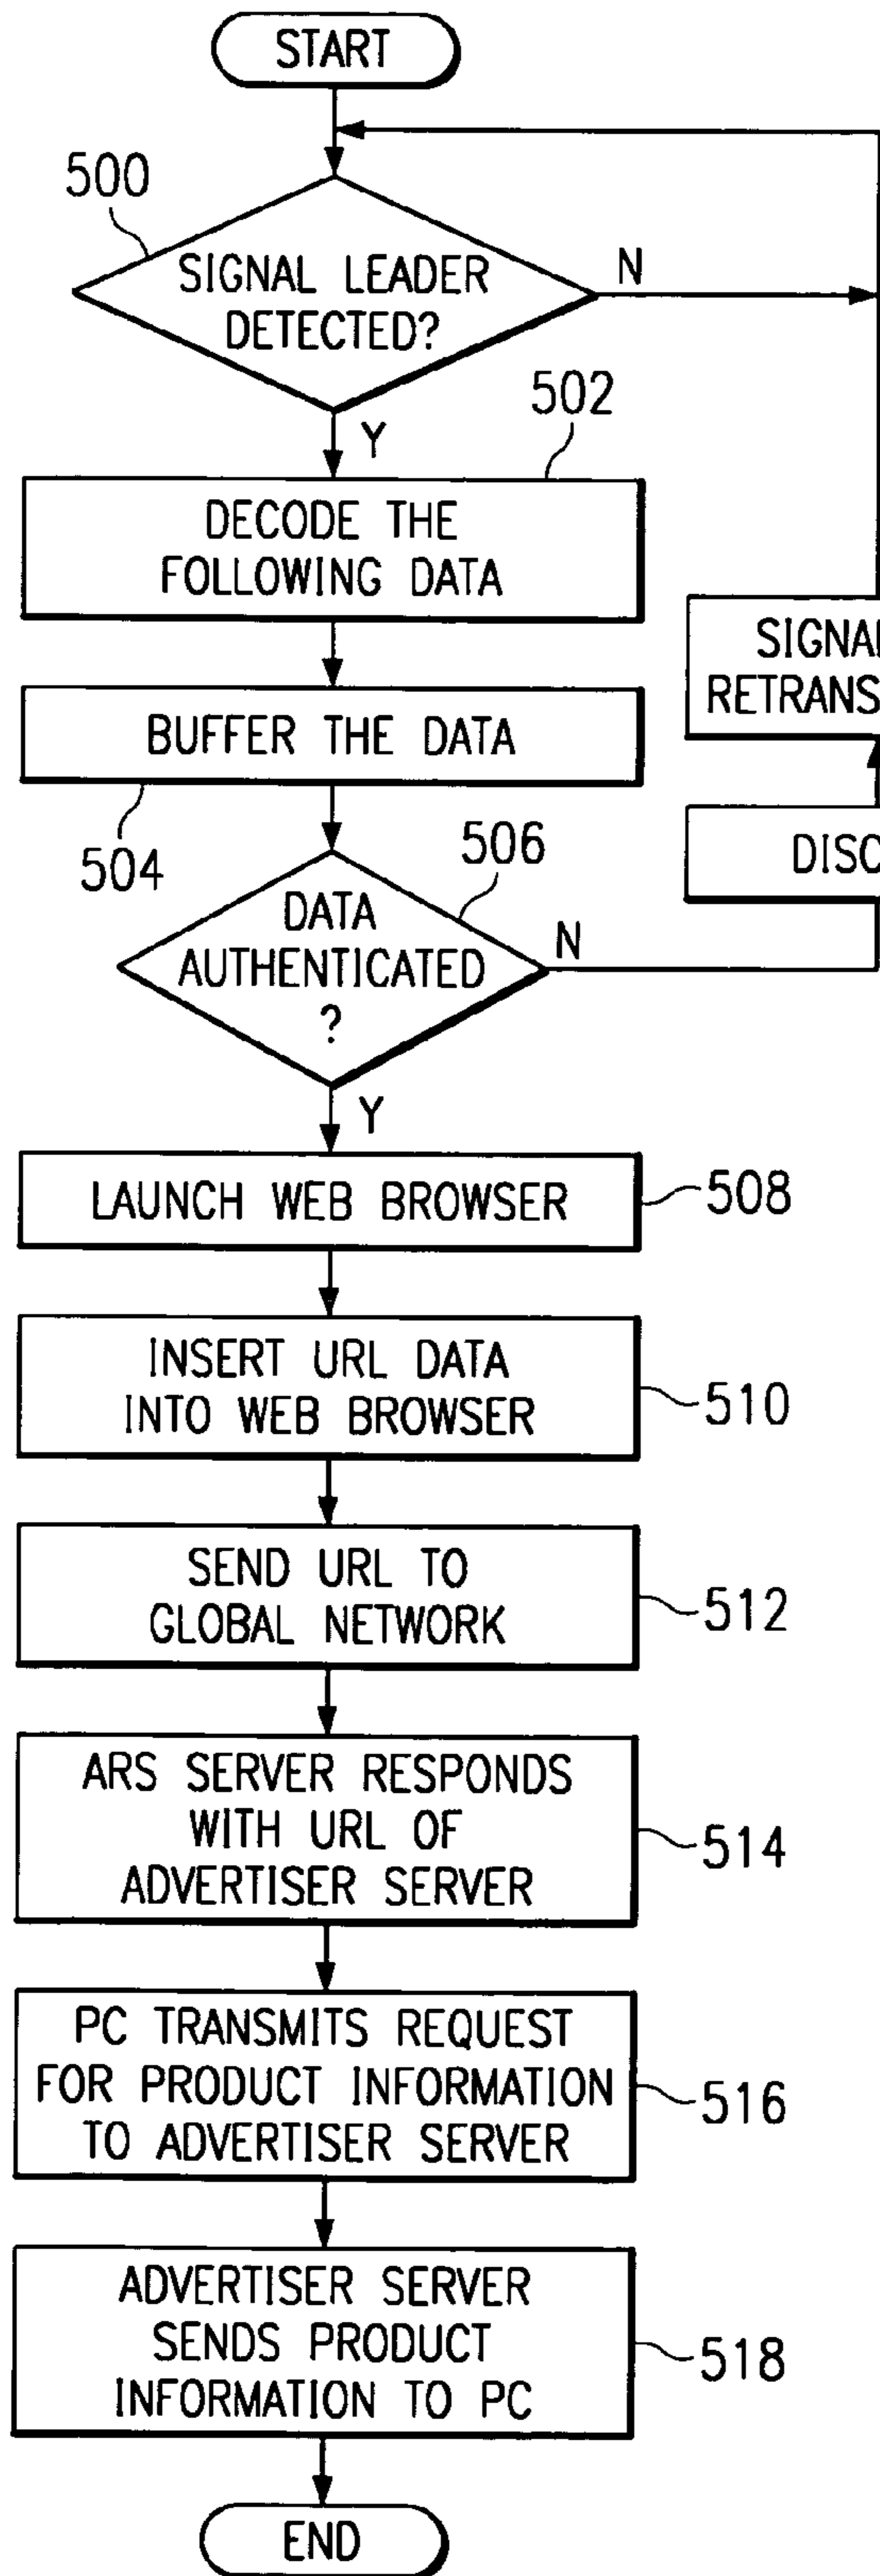 START
500
SIGNAL LEADER
DETECTED?
N
Y
502
DECODE THE
FOLLOWING DATA
BUFFER THE DATA
504
506
DATA
AUTHENTICATED
?
N
Y
LAUNCH WEB BROWSER
508
INSERT URL DATA
INTO WEB BROWSER
510
SEND URL TO
GLOBAL NETWORK
512
ARS SERVER RESPONDS
WITH URL OF
ADVERTISER SERVER
514
PC TRANSMITS REQUEST
FOR PRODUCT INFORMATION
TO ADVERTISER SERVER
516
ADVERTISER SERVER
SENDS PRODUCT
INFORMATION TO PC
518
END